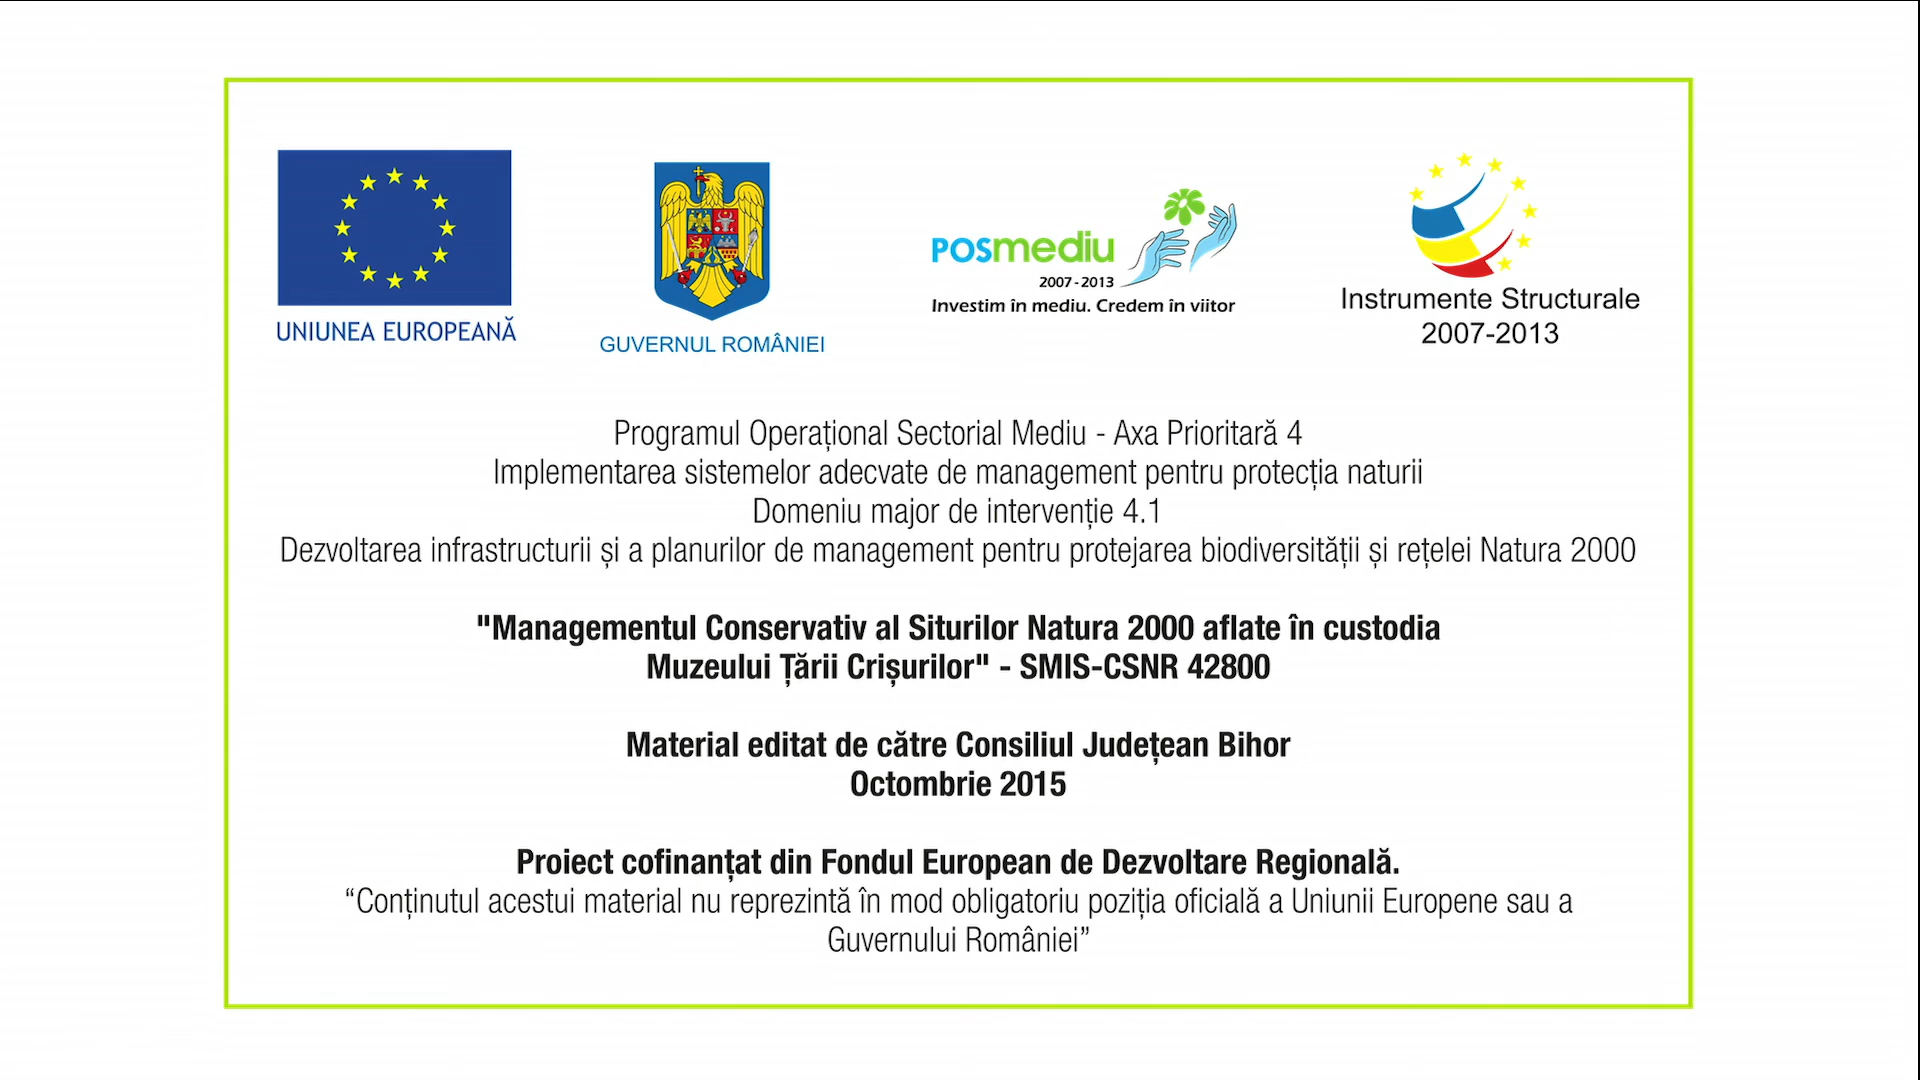 UNIUNEA EUROPEANĂ
GUVERNUL ROMÂNIEI
POSmediu
2007-2013
Investim în mediu. Credem în viitor
Instrumente Structurale
2007-2013
Programul Operațional Sectorial Mediu - Axa Prioritară 4
Implementarea sistemelor adecvate de management pentru protecția naturii
Domeniu major de intervenție 4.1
Dezvoltarea infrastructurii și a planurilor de management pentru protejarea biodiversității și rețelei Natura 2000
"Managementul Conservativ al Siturilor Natura 2000 aflate în custodia
Muzeului Țării Crișurilor" - SMIS-CSNR 42800
Material editat de către Consiliul Județean Bihor
Octombrie 2015
Proiect cofinanțat din Fondul European de Dezvoltare Regională.
“Conținutul acestui material nu reprezintă în mod obligatoriu poziția oficială a Uniunii Europene sau a
Guvernului României”